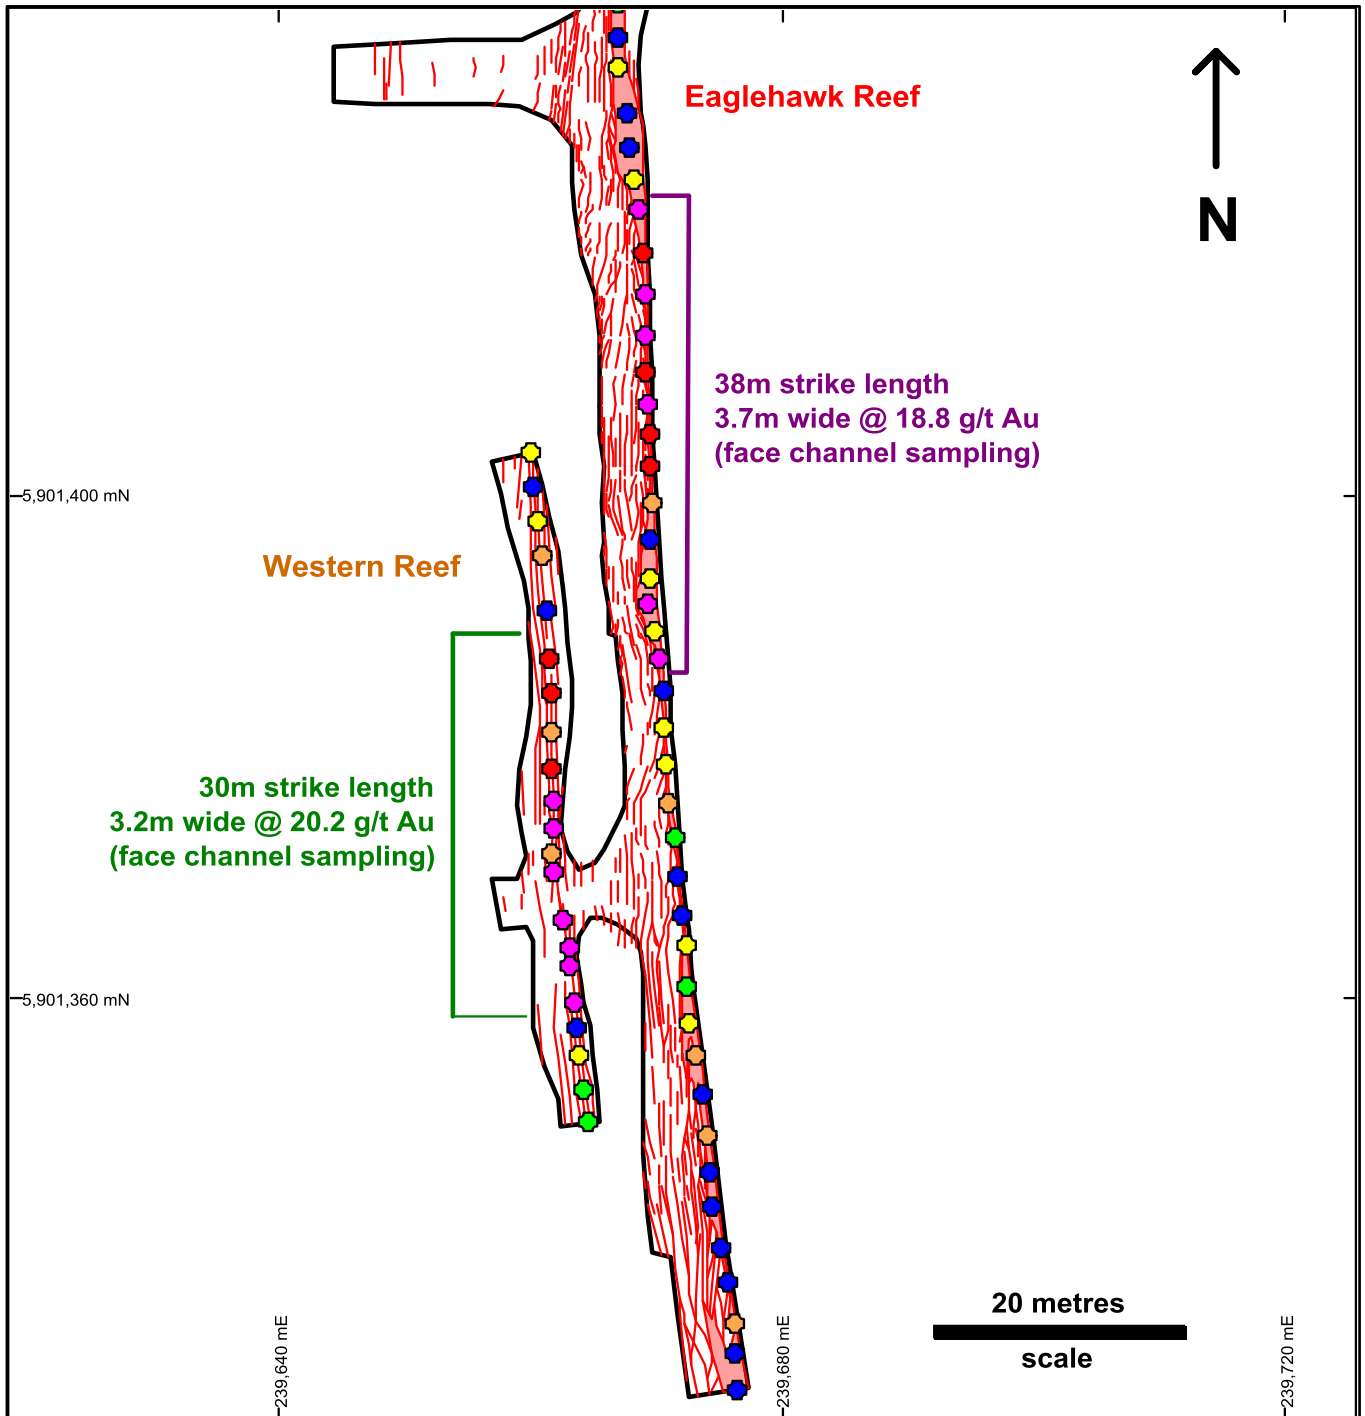 Eaglehawk Reef
N
38m strike length
3.7m wide @ 18.8 g/t Au
(face channel sampling)
5,901,400 mN
Western Reef
30m strike length
3.2m wide @ 20.2 g/t Au
(face channel sampling)
5,901,360 mN
20 metres
scale
239,640 mE
239,680 mE
239,720 mE